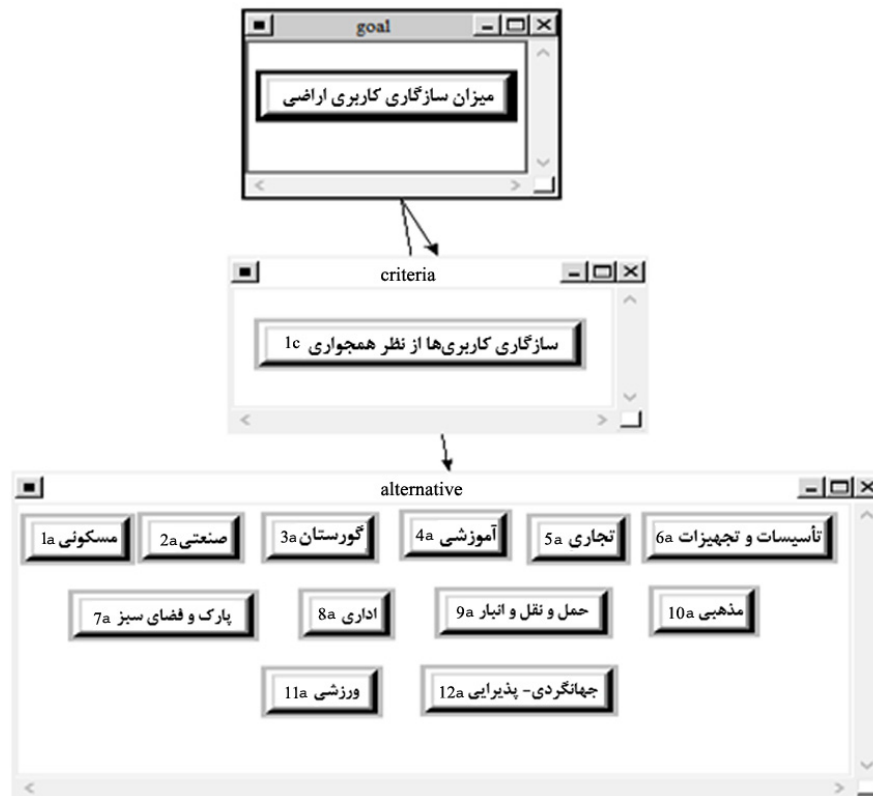 goal
میزان سازگاری کاربری اراضی
criteria
سازگاری کاربری‌ها از نظر همجواری 1c
alternative
مسکونی 1a
صنعتی 2a
گورستان 3a
آموزشی 4a
تجاری 5a
تأسیسات و تجهیزات 6a
پارک و فضای سبز 7a
اداری 8a
حمل و نقل و انبار 9a
مذهبی 10a
ورزشی 11a
جهانگردی- پذیرایی 12a